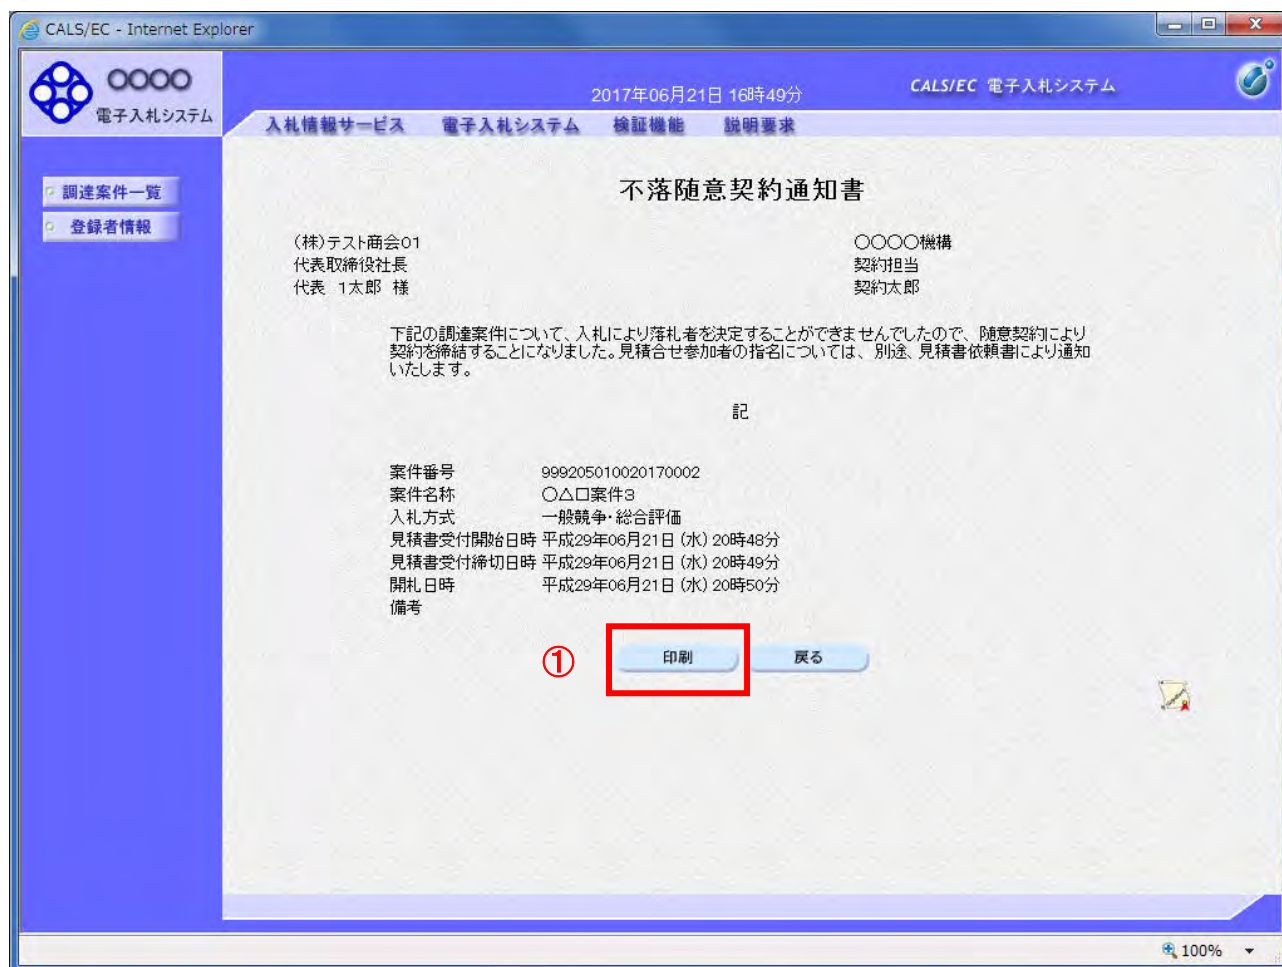 CALS/EC - Internet Explorer
〇〇〇〇
電子入札システム
2017年06月21日 16時49分
CALS/EC 電子入札システム
入札情報サービス 電子入札システム 検証機能 説明要求
調達案件一覧
登録者情報
不落随意契約通知書
(株)テスト商会01
代表取締役社長
代表 1太郎 様
〇〇〇〇機構
契約担当
契約太郎
下記の調達案件について、入札により落札者を決定することができませんでしたので、随意契約により
契約を締結することになりました。見積合せ参加者の指名については、別途、見積書依頼書により通知
いたします。
記
案件番号 999205010020170002
案件名称 〇△口案件3
入札方式 一般競争・総合評価
見積書受付開始日時 平成29年06月21日 (水) 20時48分
見積書受付締切日時 平成29年06月21日 (水) 20時49分
開札日時 平成29年06月21日 (水) 20時50分
備考
① 印刷 戻る
100%